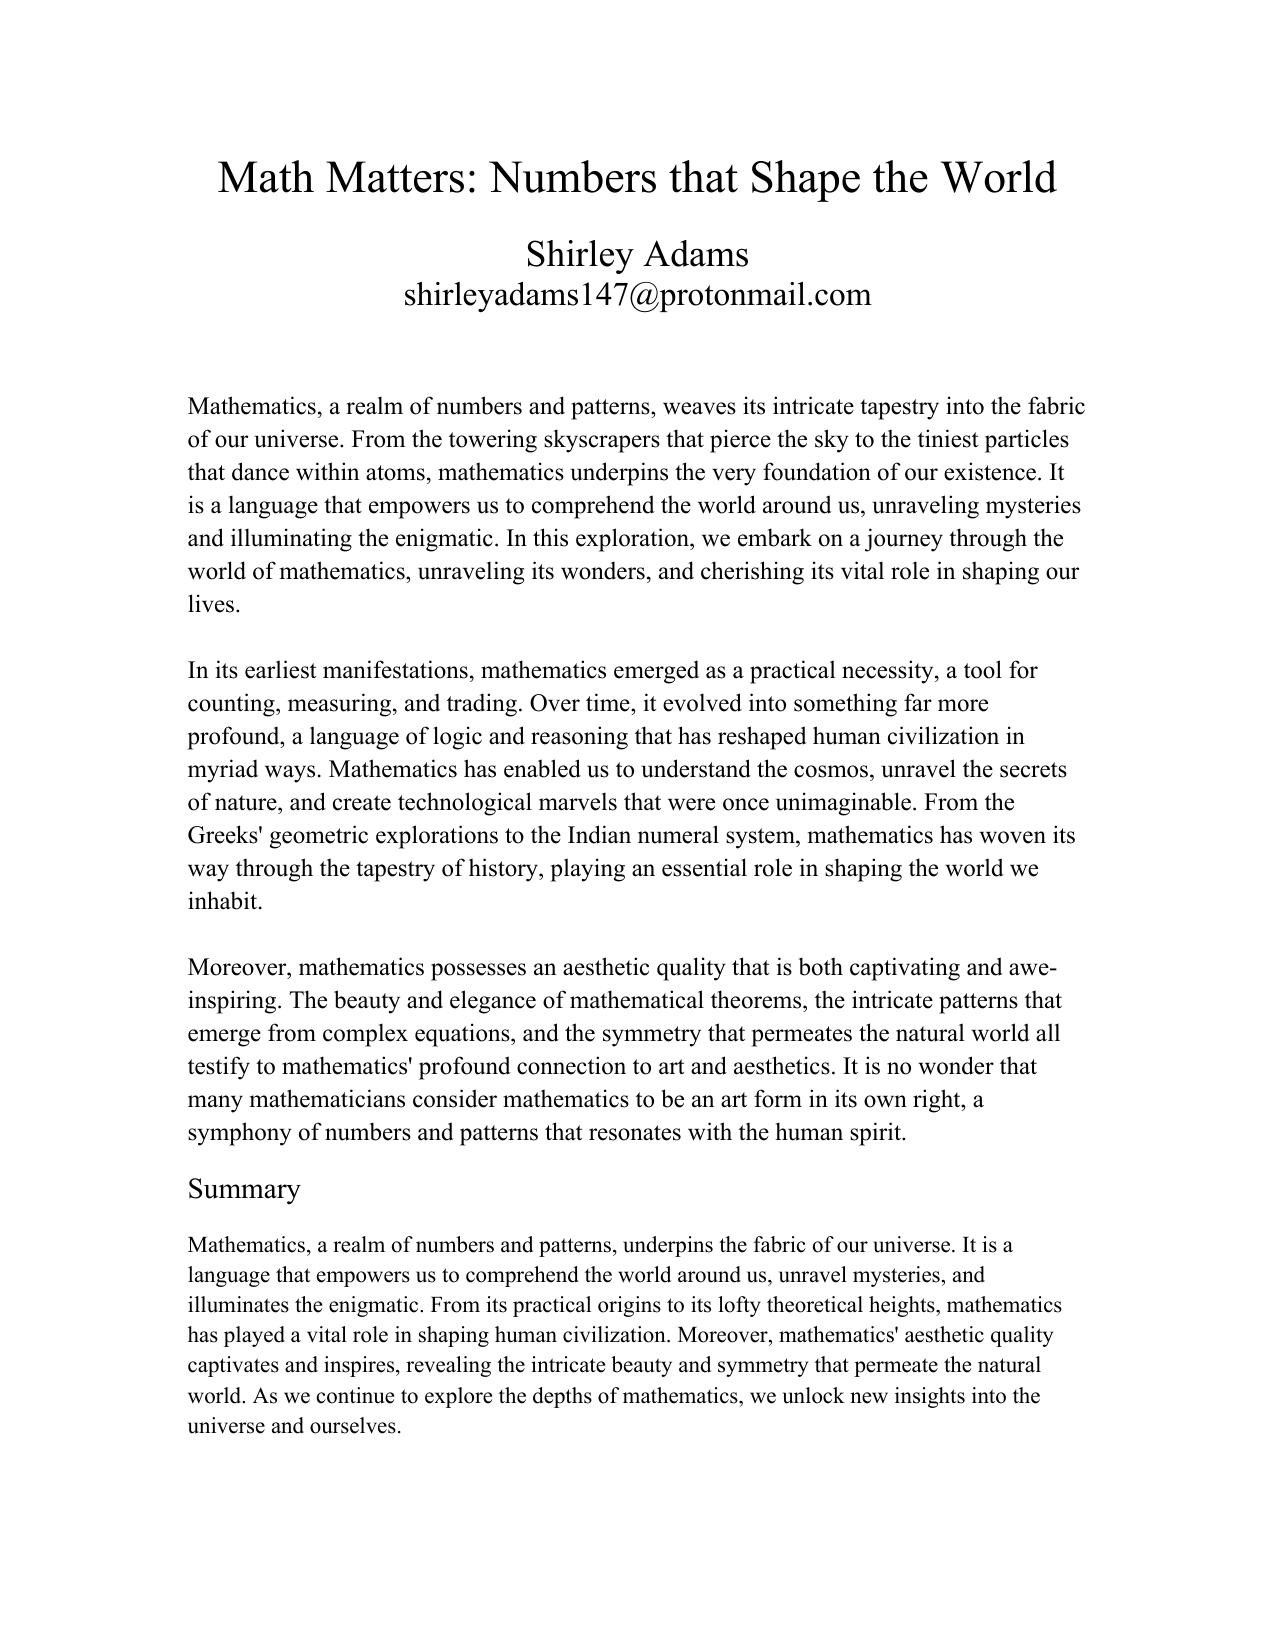 Math Matters: Numbers that Shape the World
Shirley Adams
shirleyadams147@protonmail.com
Mathematics, a realm of numbers and patterns, weaves its intricate tapestry into the fabric
of our universe. From the towering skyscrapers that pierce the sky to the tiniest particles
that dance within atoms, mathematics underpins the very foundation of our existence. It
is a language that empowers us to comprehend the world around us, unraveling mysteries
and illuminating the enigmatic. In this exploration, we embark on a journey through the
world of mathematics, unraveling its wonders, and cherishing its vital role in shaping our
lives.
In its earliest manifestations, mathematics emerged as a practical necessity, a tool for
counting, measuring, and trading. Over time, it evolved into something far more
profound, a language of logic and reasoning that has reshaped human civilization in
myriad ways. Mathematics has enabled us to understand the cosmos, unravel the secrets
of nature, and create technological marvels that were once unimaginable. From the
Greeks' geometric explorations to the Indian numeral system, mathematics has woven its
way through the tapestry of history, playing an essential role in shaping the world we
inhabit.
Moreover, mathematics possesses an aesthetic quality that is both captivating and awe-
inspiring. The beauty and elegance of mathematical theorems, the intricate patterns that
emerge from complex equations, and the symmetry that permeates the natural world all
testify to mathematics' profound connection to art and aesthetics. It is no wonder that
many mathematicians consider mathematics to be an art form in its own right, a
symphony of numbers and patterns that resonates with the human spirit.
Summary
Mathematics, a realm of numbers and patterns, underpins the fabric of our universe. It is a
language that empowers us to comprehend the world around us, unravel mysteries, and
illuminates the enigmatic. From its practical origins to its lofty theoretical heights, mathematics
has played a vital role in shaping human civilization. Moreover, mathematics' aesthetic quality
captivates and inspires, revealing the intricate beauty and symmetry that permeate the natural
world. As we continue to explore the depths of mathematics, we unlock new insights into the
universe and ourselves.